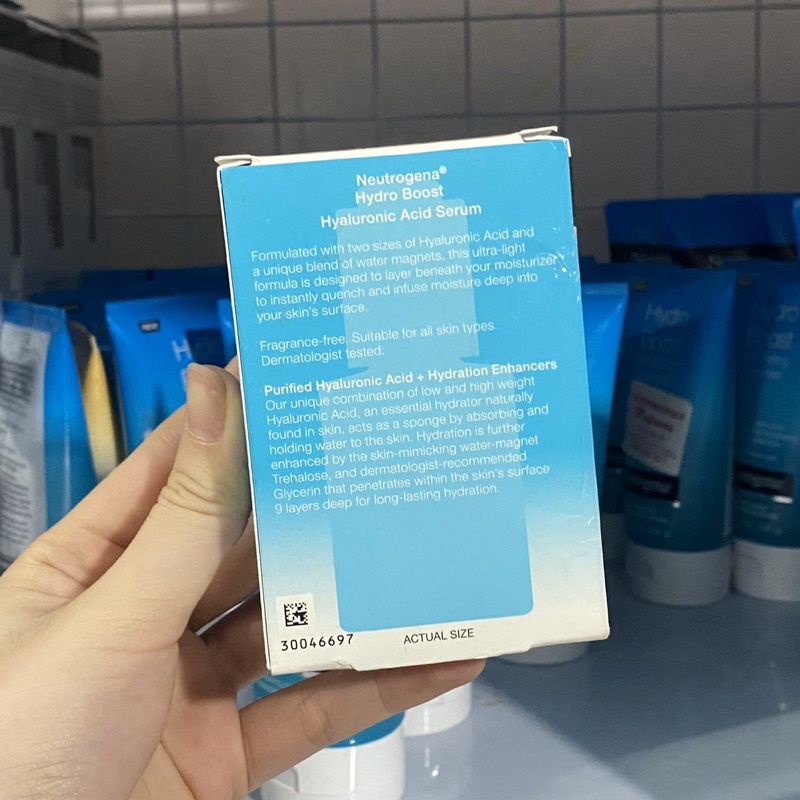 Neutrogena®
Hydro Boost
Hyaluronic Acid Serum
Formulated with two sizes of Hyaluronic Acid and
a unique blend of water magnets, this ultra-light
formula is designed to layer beneath your moisturizer
to instantly quench and infuse moisture deep into
your skin's surface.
Fragrance-free, Suitable for all skin types.
Dermatologist tested.
Purified Hyaluronic Acid + Hydration Enhancers
Our unique combination of low and high weight
Hyaluronic Acid, an essential hydrator naturally
found in skin, acts as a sponge by absorbing and
holding water to the skin. Hydration is further
enhanced by the skin-mimicking water-magnet
Trehalose, and dermatologist-recommended
Glycerin that penetrates within the skin's surface
9 layers deep for long-lasting hydration.
30046697
ACTUAL SIZE
Hydro
Boost